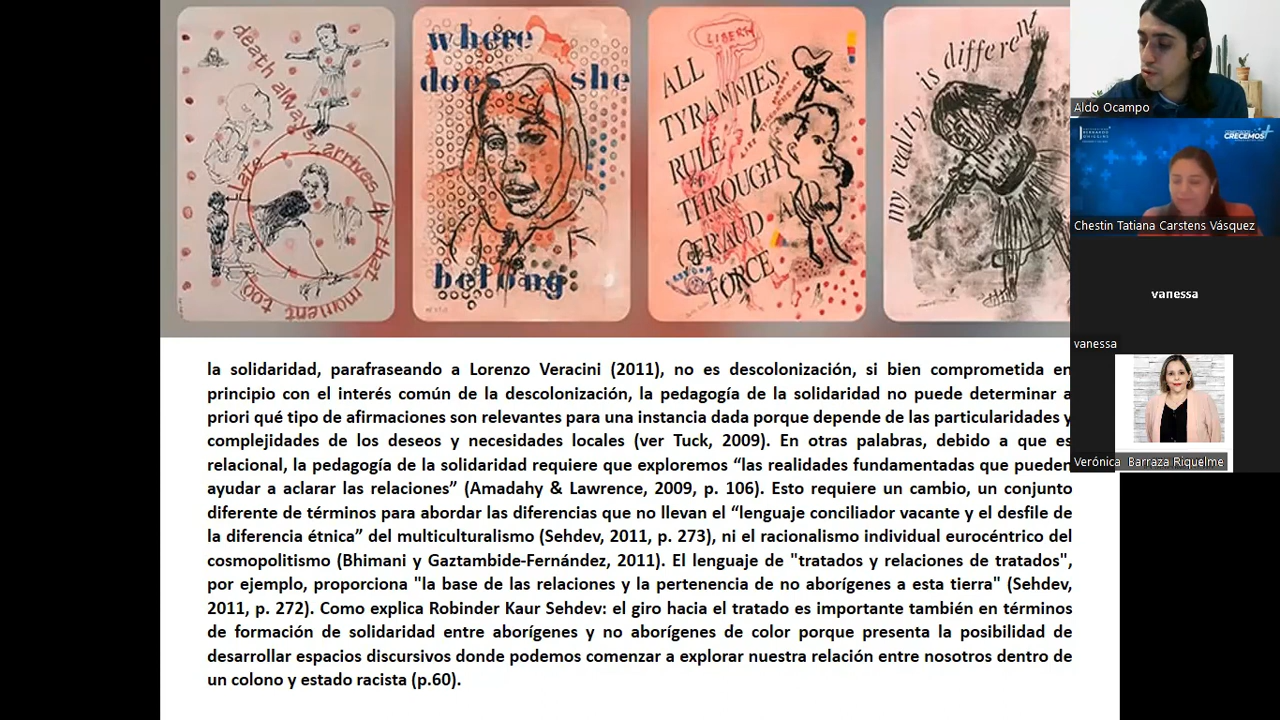 death always
arrives
late
at that moment
too
where
does she
belong
LIBERTY
ALL
TYRANNIES
RULE
THROUGH
FRAUD AND
FORCE
my reality is different
Aldo Ocampo
CRECEMOS
Chestin Tatiana Carstens Vásquez
vanessa
vanessa
Verónica Barraza Riquelme
la solidaridad, parafraseando a Lorenzo Veracini (2011), no es descolonización, si bien comprometida en
principio con el interés común de la descolonización, la pedagogía de la solidaridad no puede determinar a
priori qué tipo de afirmaciones son relevantes para una instancia dada porque depende de las particularidades y
complejidades de los deseos y necesidades locales (ver Tuck, 2009). En otras palabras, debido a que es
relacional, la pedagogía de la solidaridad requiere que exploremos “las realidades fundamentadas que pueden
ayudar a aclarar las relaciones” (Amadahy & Lawrence, 2009, p. 106). Esto requiere un cambio, un conjunto
diferente de términos para abordar las diferencias que no llevan el “lenguaje conciliador vacante y el desfile de
la diferencia étnica” del multiculturalismo (Sehdev, 2011, p. 273), ni el racionalismo individual eurocéntrico del
cosmopolitismo (Bhimani y Gaztambide-Fernández, 2011). El lenguaje de "tratados y relaciones de tratados",
por ejemplo, proporciona "la base de las relaciones y la pertenencia de no aborígenes a esta tierra" (Sehdev,
2011, p. 272). Como explica Robinder Kaur Sehdev: el giro hacia el tratado es importante también en términos
de formación de solidaridad entre aborígenes y no aborígenes de color porque presenta la posibilidad de
desarrollar espacios discursivos donde podemos comenzar a explorar nuestra relación entre nosotros dentro de
un colono y estado racista (p.60).